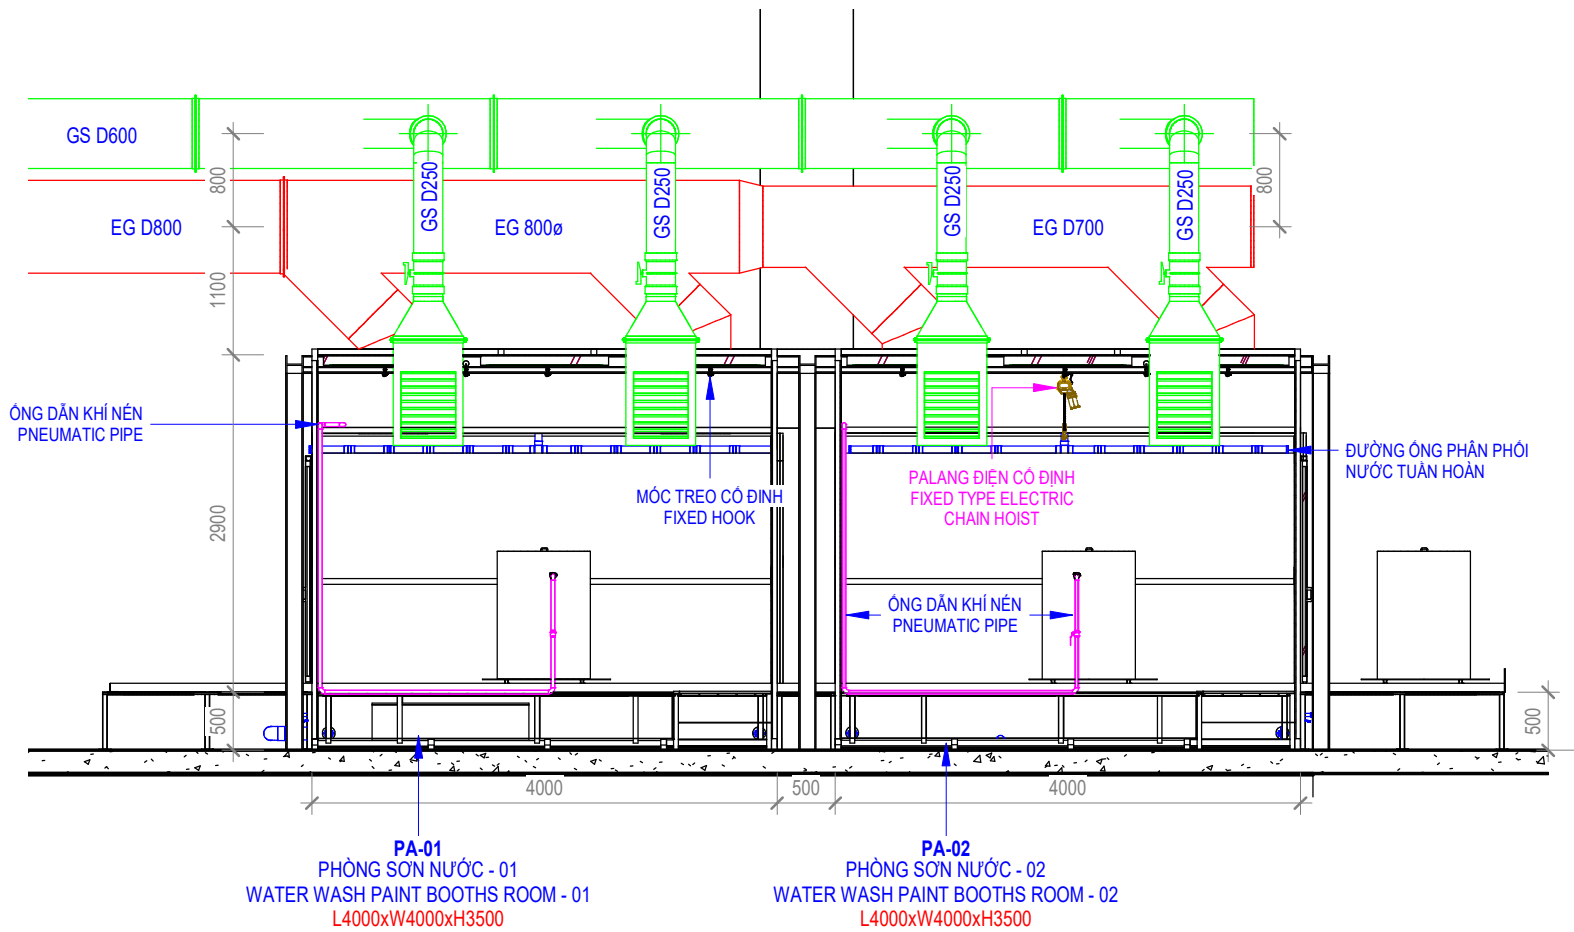 GS D600
GS D250
GS D250
GS D250
GS D250
800
800
EG D800
EG 800ø
EG D700
1100
ỐNG DẪN KHÍ NÉN
PNEUMATIC PIPE
MÓC TREO CỐ ĐỊNH
FIXED HOOK
PALANG ĐIỆN CỐ ĐỊNH
FIXED TYPE ELECTRIC
CHAIN HOIST
ĐƯỜNG ỐNG PHÂN PHỐI
NƯỚC TUẦN HOÀN
2900
ỐNG DẪN KHÍ NÉN
PNEUMATIC PIPE
500
500
4000
500
4000
PA-01
PHÒNG SƠN NƯỚC - 01
WATER WASH PAINT BOOTHS ROOM - 01
L4000xW4000xH3500
PA-02
PHÒNG SƠN NƯỚC - 02
WATER WASH PAINT BOOTHS ROOM - 02
L4000xW4000xH3500